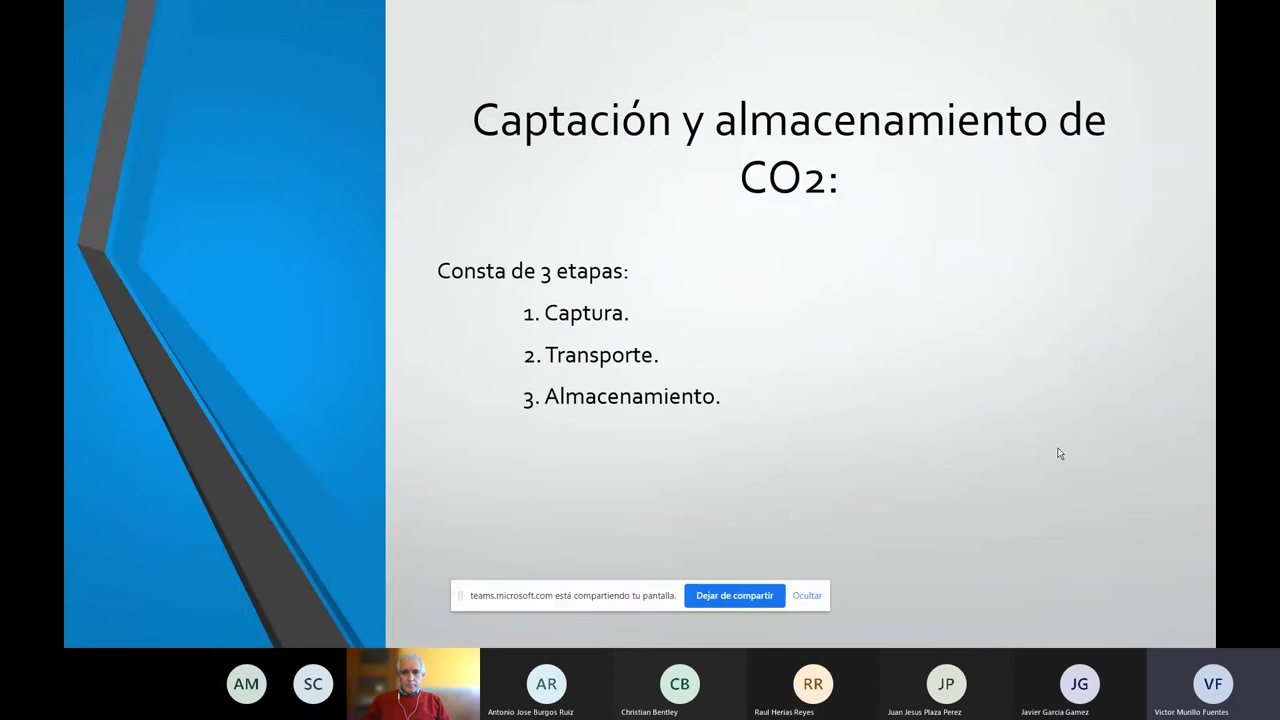 Captación y almacenamiento de
CO2:
Consta de 3 etapas:
1. Captura.
2. Transporte.
3. Almacenamiento.
teams.microsoft.com está compartiendo tu pantalla. Dejar de compartir Ocultar
AM SC AR CB RR JP JG VF
Antonio Jose Burgos Ruiz Christian Bentley Raul Herias Reyes Juan Jesus Plaza Perez Javier Garcia Gamez Victor Murillo Fuentes